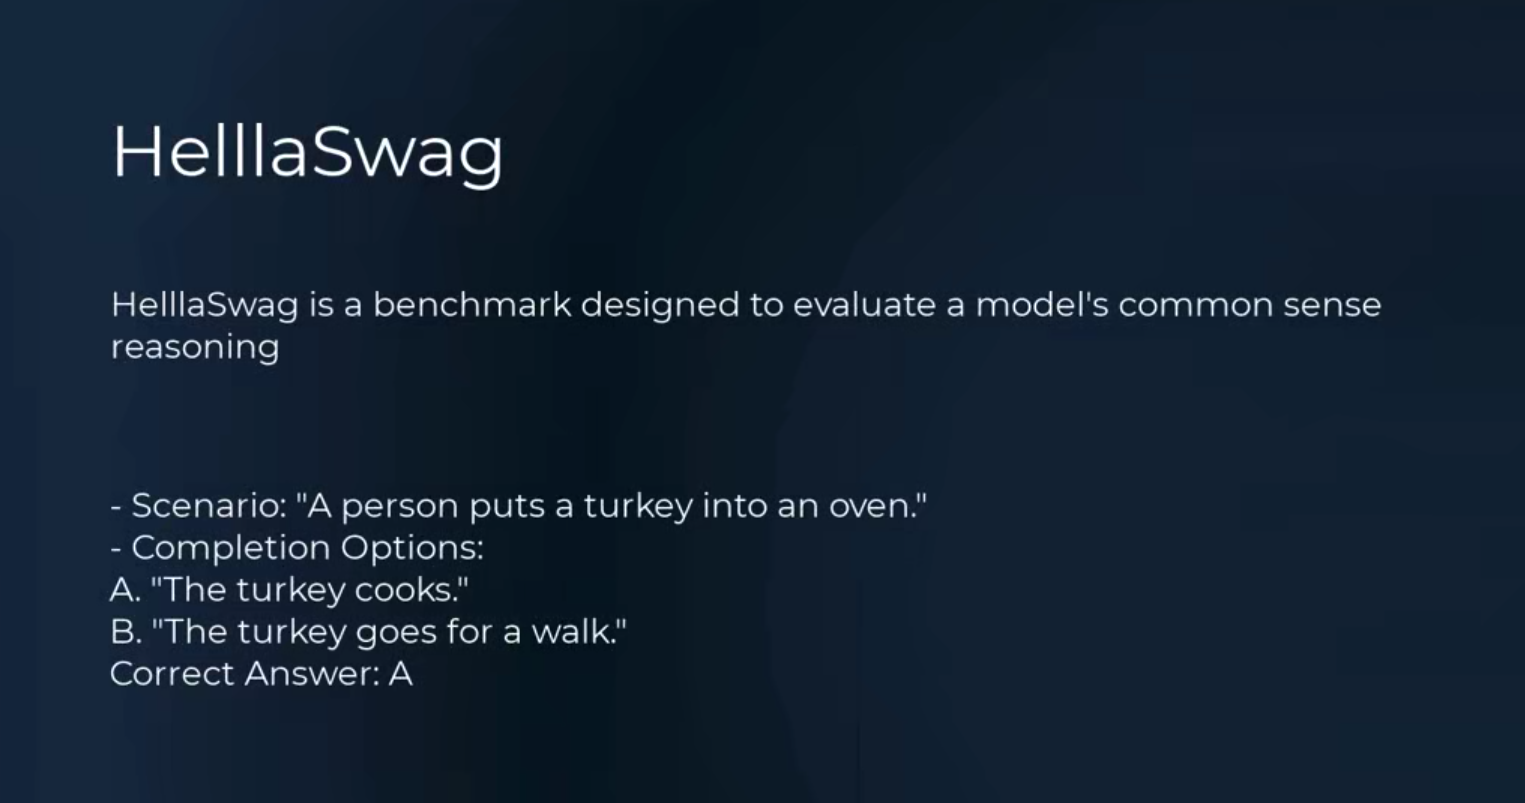 HelllaSwag
HelllaSwag is a benchmark designed to evaluate a model's common sense
reasoning
- Scenario: "A person puts a turkey into an oven."
- Completion Options:
A. "The turkey cooks."
B. "The turkey goes for a walk."
Correct Answer: A